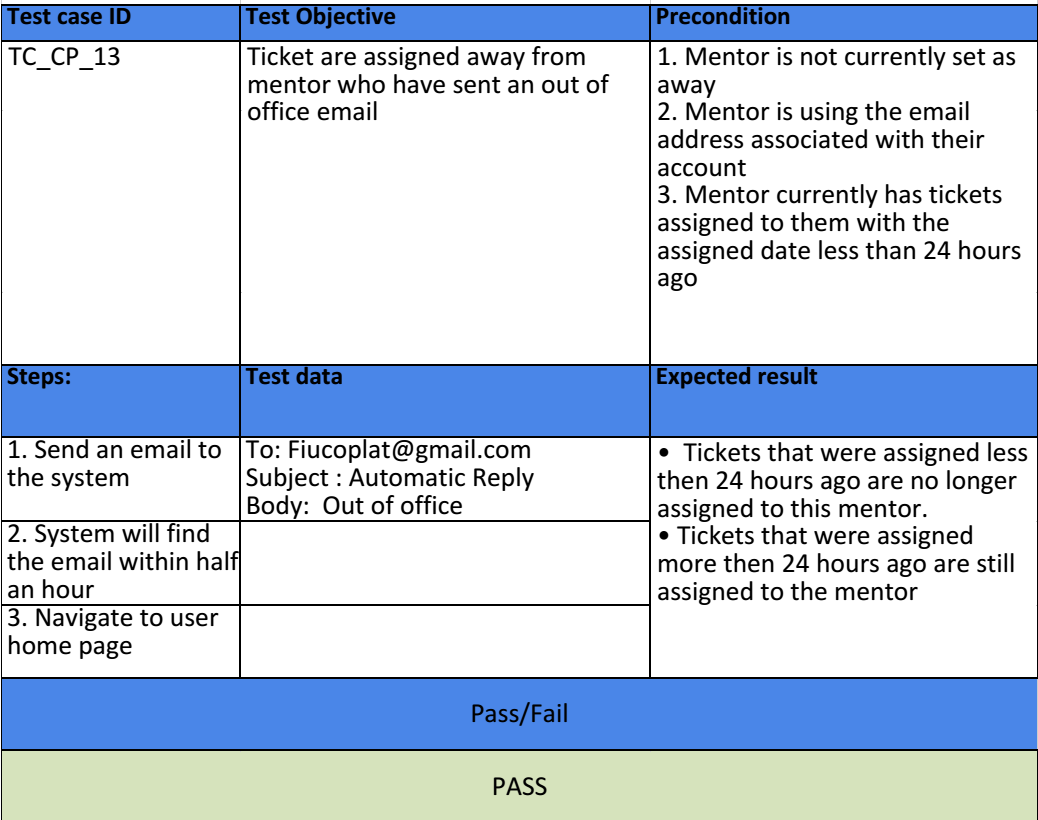 Test case ID
Test Objective
Precondition
TC_CP_13
Ticket are assigned away from
mentor who have sent an out of
office email
1. Mentor is not currently set as
away
2. Mentor is using the email
address associated with their
account
3. Mentor currently has tickets
assigned to them with the
assigned date less than 24 hours
ago
Steps:
Test data
Expected result
1. Send an email to
the system
To: Fiucoplat@gmail.com
Subject : Automatic Reply
Body:  Out of office
•  Tickets that were assigned less
then 24 hours ago are no longer
assigned to this mentor.
• Tickets that were assigned
more then 24 hours ago are still
assigned to the mentor
2. System will find
the email within half
an hour
3. Navigate to user
home page
Pass/Fail
PASS